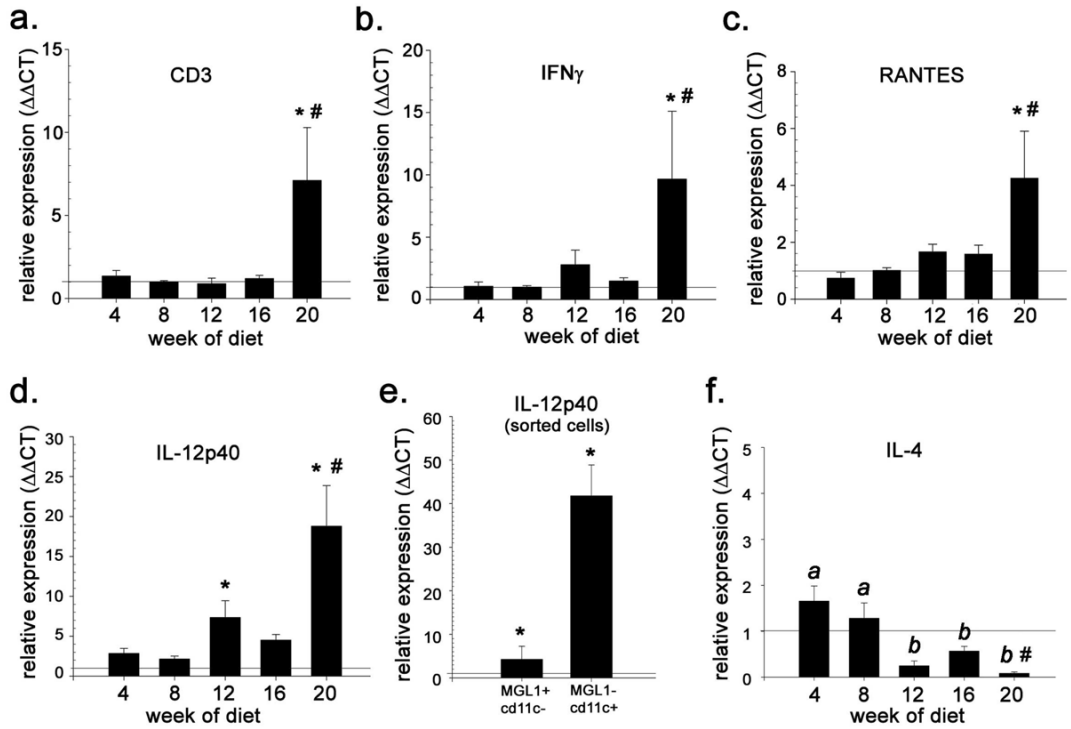 a.
CD3
relative expression (ΔΔCT)
15
10
5
0
* #
4 8 12 16 20
week of diet
b.
IFNγ
relative expression (ΔΔCT)
20
15
10
5
0
* #
4 8 12 16 20
week of diet
c.
RANTES
relative expression (ΔΔCT)
8
6
4
2
0
* #
4 8 12 16 20
week of diet
d.
IL-12p40
relative expression (ΔΔCT)
30
25
20
15
10
5
0
* * #
4 8 12 16 20
week of diet
e.
IL-12p40
(sorted cells)
relative expression (ΔΔCT)
60
50
40
30
20
10
0
* *
MGL1+ MGL1-
cd11c- cd11c+
f.
IL-4
relative expression (ΔΔCT)
5
4
3
2
1
0
a a b b b #
4 8 12 16 20
week of diet